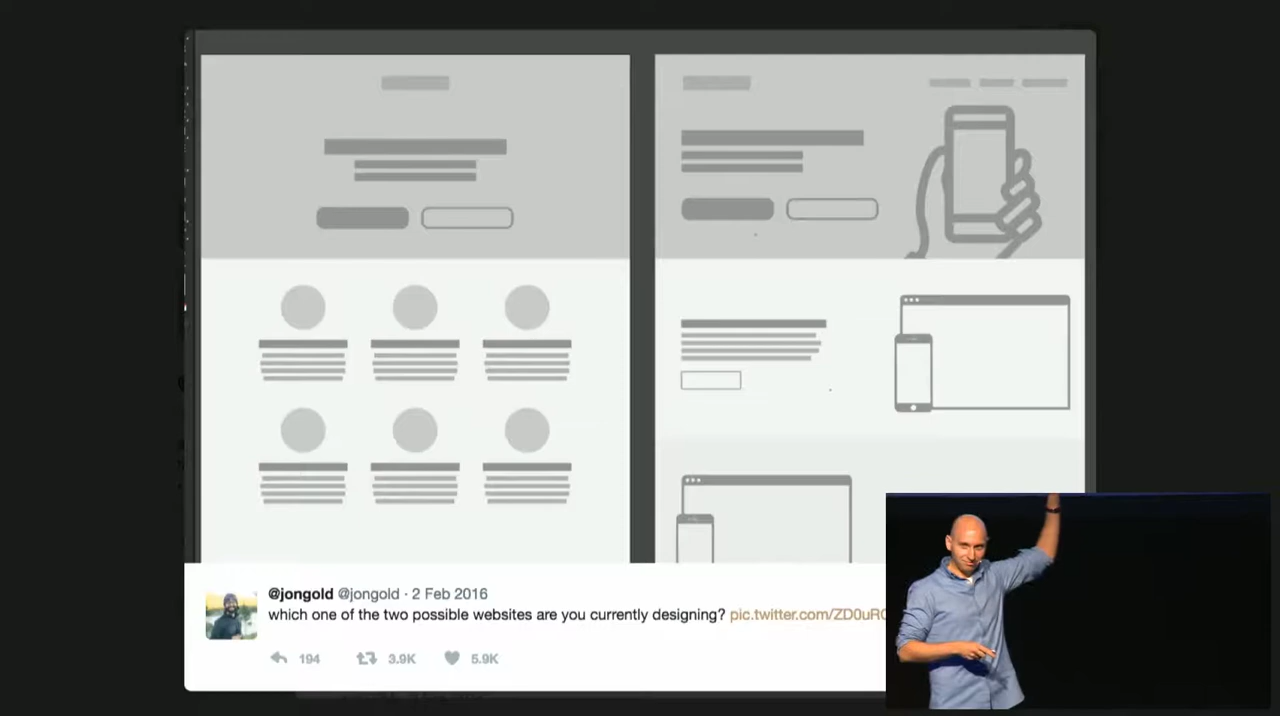 @jongold @jongold · 2 Feb 2016
which one of the two possible websites are you currently designing? pic.twitter.com/ZD0uR
194 3.9K 5.9K